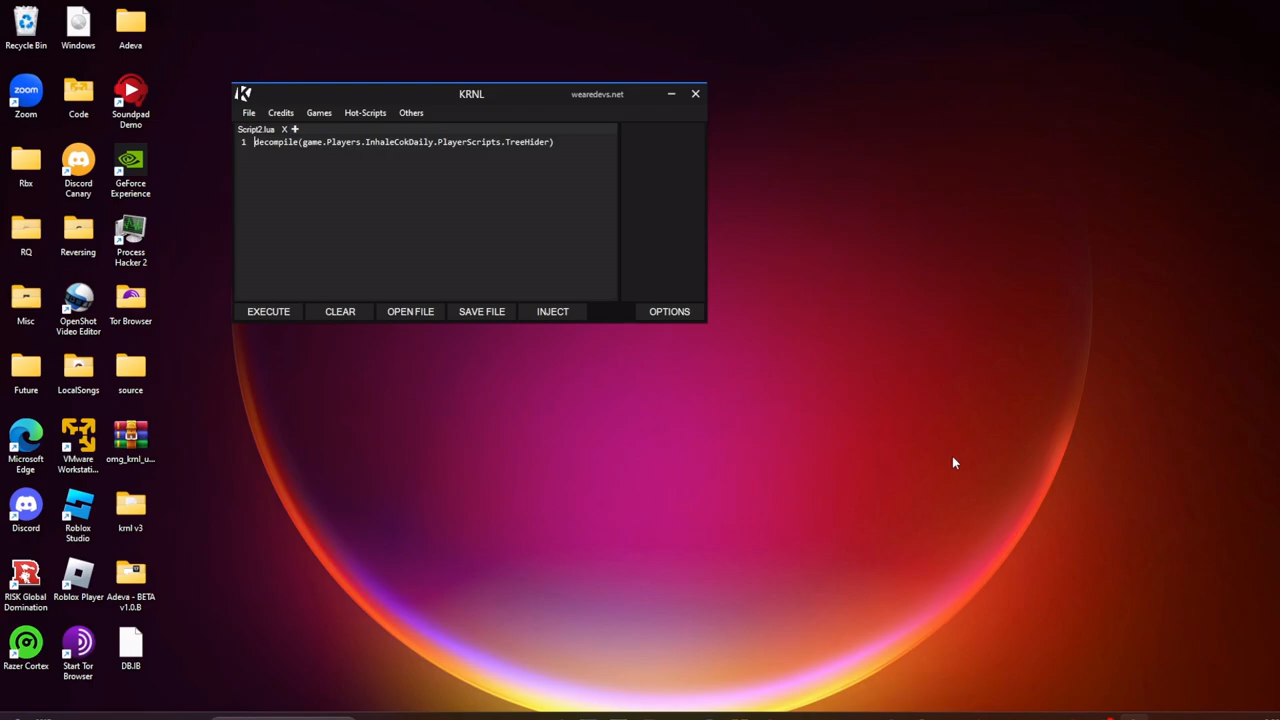 Recycle Bin
Windows
Adeva
zoom
Zoom
Code
Soundpad
Demo
Rbx
Discord
Canary
GeForce
Experience
RQ
Reversing
Process
Hacker 2
Misc
OpenShot
Video Editor
Tor Browser
Future
LocalSongs
source
Microsoft
Edge
VMware
Workstati...
omg_krnl_u...
Discord
Roblox
Studio
krnl v3
RISK Global
Domination
Roblox Player
Adeva - BETA
v1.0.B
Razer Cortex
Start Tor
Browser
DB.IB
KRNL
wearedevs.net
File
Credits
Games
Hot-Scripts
Others
Script2.lua X
1 decompile(game.Players.InhaleCokDaily.PlayerScripts.TreeHider)
EXECUTE
CLEAR
OPEN FILE
SAVE FILE
INJECT
OPTIONS